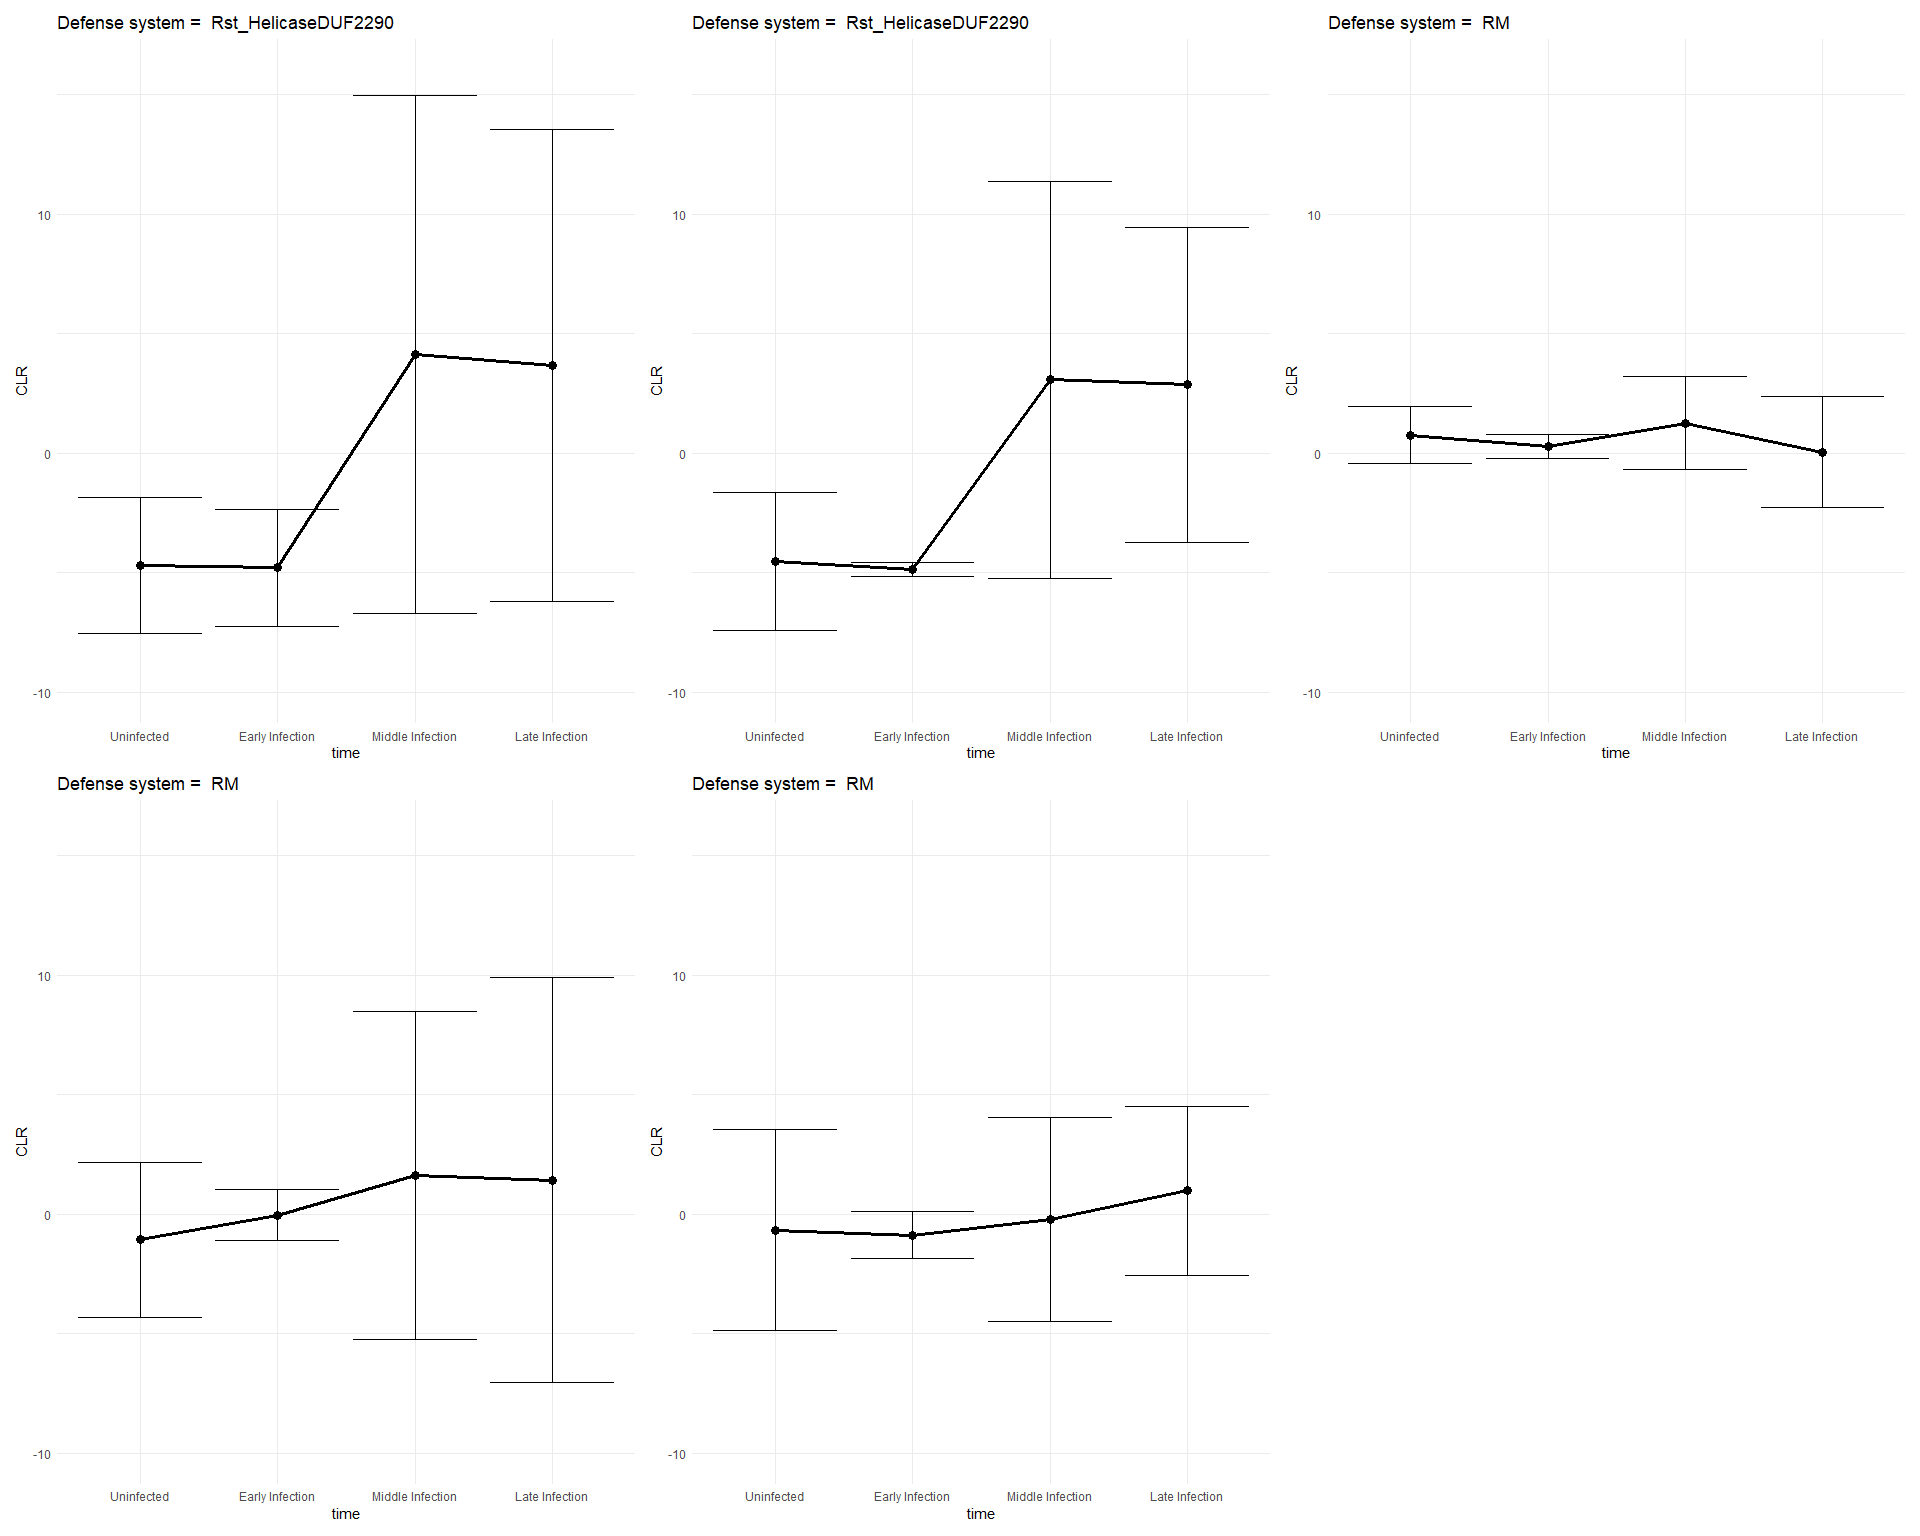 Defense system =  Rst_HelicaseDUF2290
CLR
10
0
-10
Uninfected Early Infection Middle Infection Late Infection
time
Defense system =  Rst_HelicaseDUF2290
CLR
10
0
-10
Uninfected Early Infection Middle Infection Late Infection
time
Defense system =  RM
CLR
10
0
-10
Uninfected Early Infection Middle Infection Late Infection
time
Defense system =  RM
CLR
10
0
-10
Uninfected Early Infection Middle Infection Late Infection
time
Defense system =  RM
CLR
10
0
-10
Uninfected Early Infection Middle Infection Late Infection
time